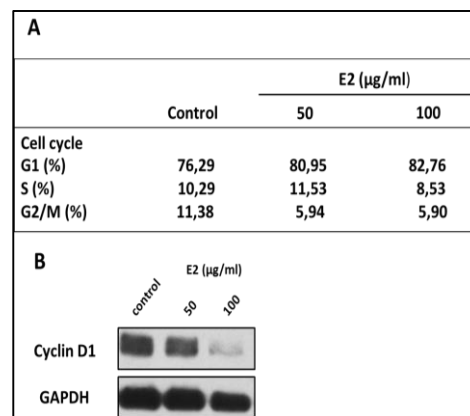 A
E2 (µg/ml)
Control 50 100
Cell cycle
G1 (%) 76,29 80,95 82,76
S (%) 10,29 11,53 8,53
G2/M (%) 11,38 5,94 5,90
B
E2 (µg/ml)
control 50 100
Cyclin D1
GAPDH